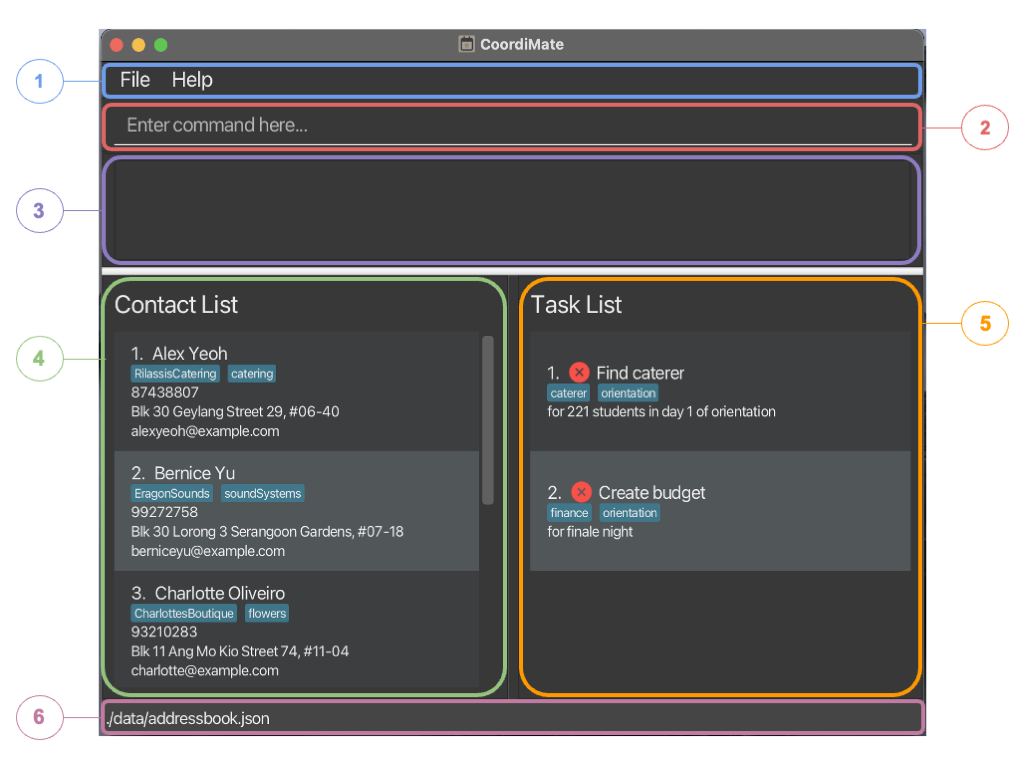 CoordiMate
1
File Help
Enter command here...
2
3
Contact List
Task List
4
5
1. Alex Yeoh
RilassisCatering catering
87438807
Blk 30 Geylang Street 29, #06-40
alexyeoh@example.com
2. Bernice Yu
EragonSounds soundSystems
99272758
Blk 30 Lorong 3 Serangoon Gardens, #07-18
berniceyu@example.com
3. Charlotte Oliveiro
CharlottesBoutique flowers
93210283
Blk 11 Ang Mo Kio Street 74, #11-04
charlotte@example.com
1. Find caterer
caterer orientation
for 221 students in day 1 of orientation
2. Create budget
finance orientation
for finale night
6
./data/addressbook.json